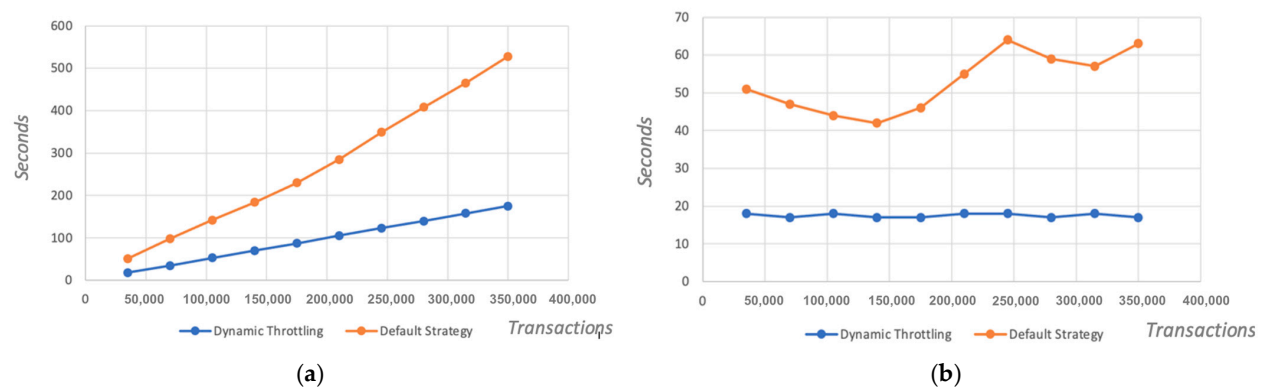 600
500
400
300
200
100
0
Seconds
0 50,000 100,000 150,000 200,000 250,000 300,000 350,000 400,000
Transactions
Dynamic Throttling Default Strategy
(a)
70
60
50
40
30
20
10
0
Seconds
0 50,000 100,000 150,000 200,000 250,000 300,000 350,000 400,000
Transactions
Dynamic Throttling Default Strategy
(b)